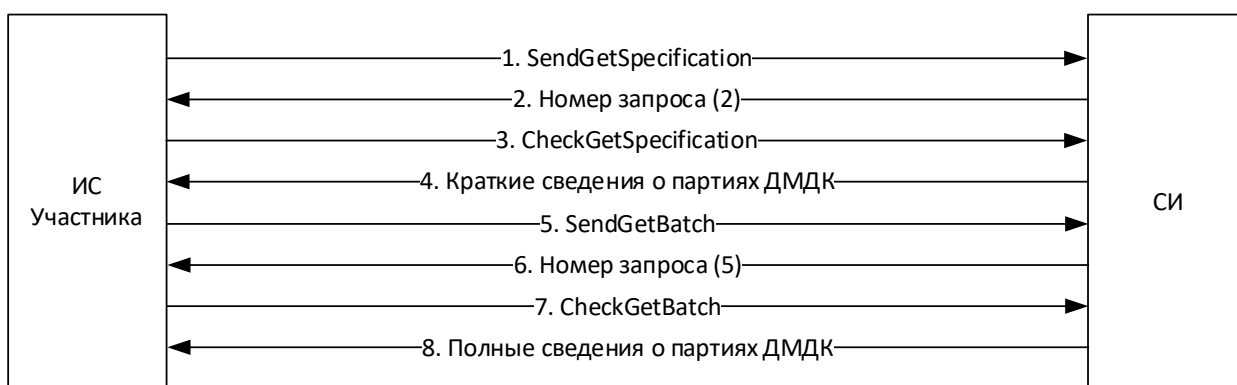 1. SendGetSpecification
2. Номер запроса (2)
3. CheckGetSpecification
4. Краткие сведения о партиях ДМДК
ИС
Участника
СИ
5. SendGetBatch
6. Номер запроса (5)
7. CheckGetBatch
8. Полные сведения о партиях ДМДК